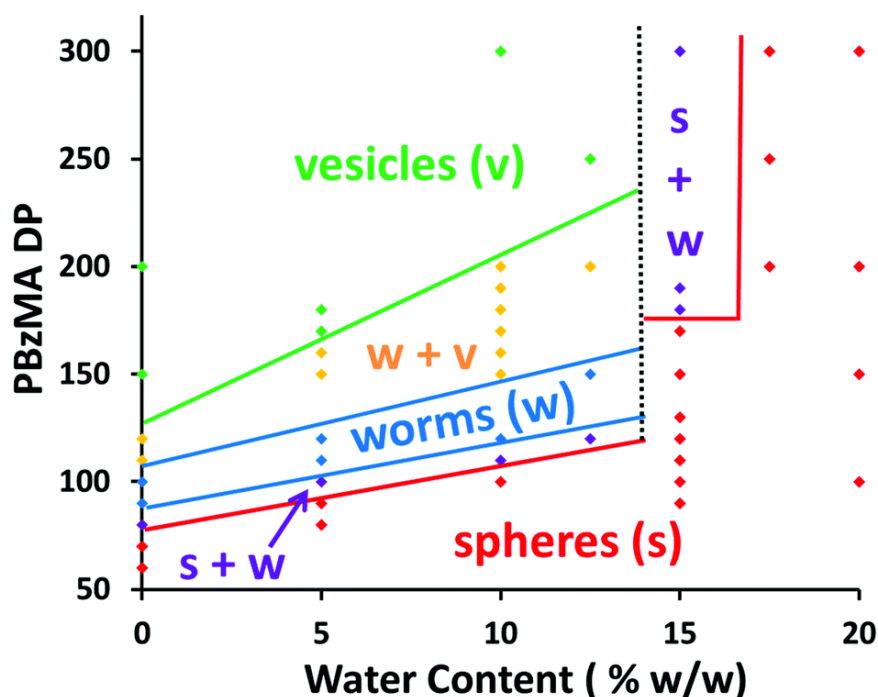 300
250
200
150
100
50
PBzMA DP
vesicles (v)
s
+
w
w + v
worms (w)
s + w
spheres (s)
0
5
10
15
20
Water Content ( % w/w)